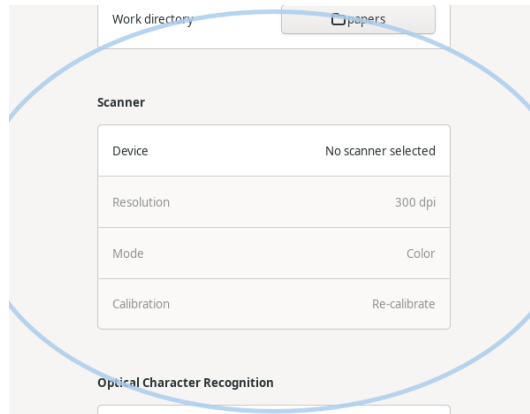 Work directory papers
Scanner
Device No scanner selected
Resolution 300 dpi
Mode Color
Calibration Re-calibrate
Optical Character Recognition